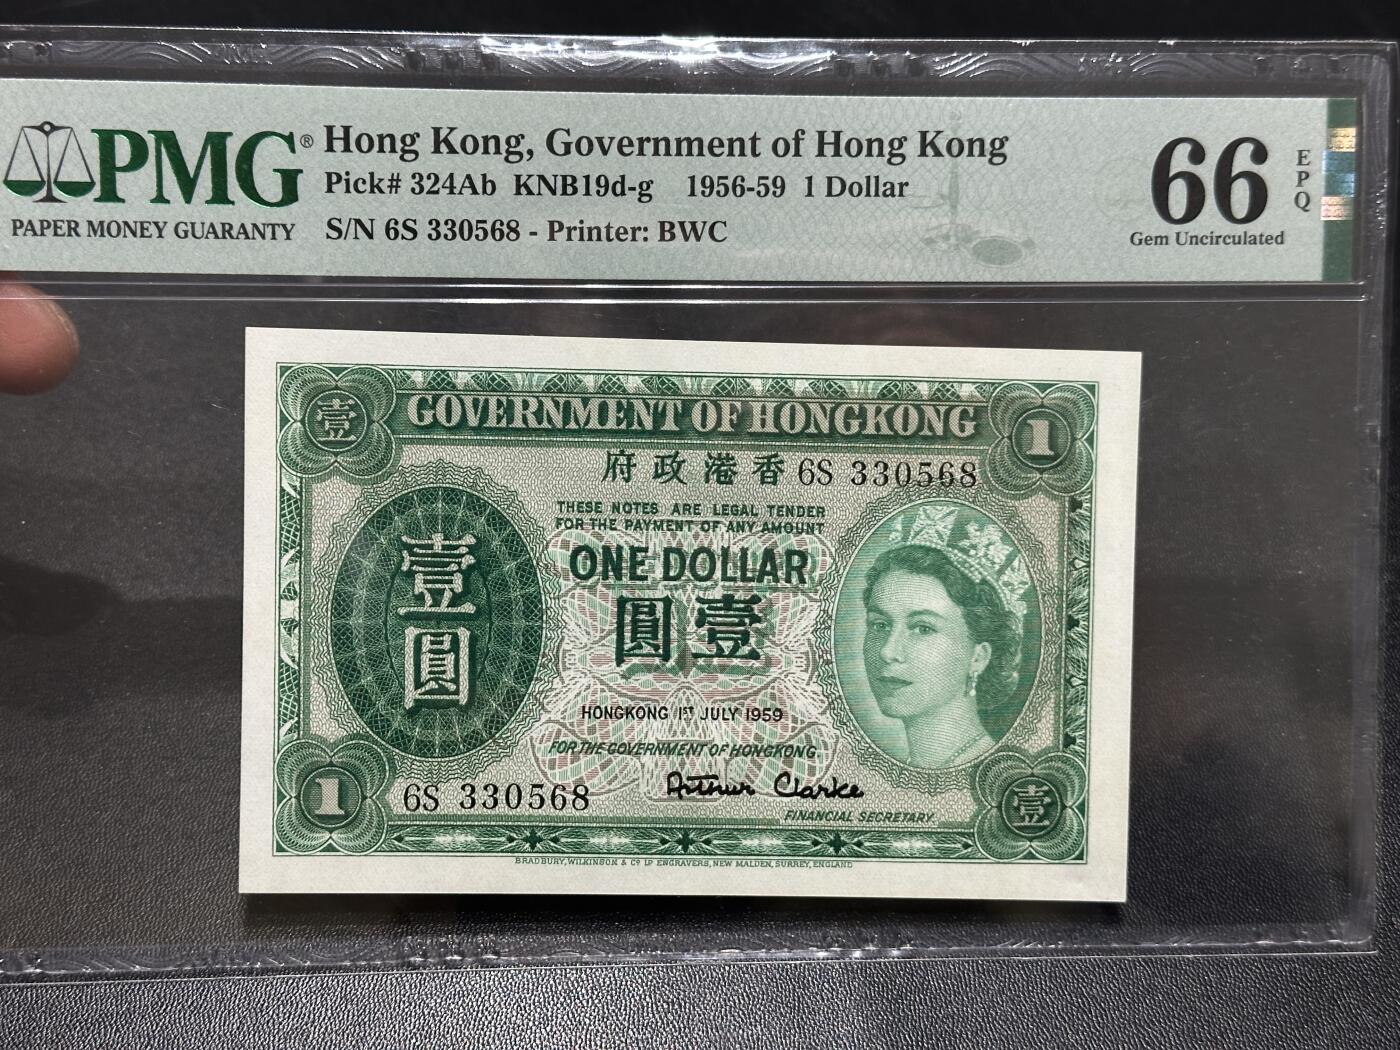 PMG®
PAPER MONEY GUARANTY
Hong Kong, Government of Hong Kong
Pick# 324Ab KNB19d-g 1956-59 1 Dollar
S/N 6S 330568 - Printer: BWC
66
EPQ
Gem Uncirculated
壹
GOVERNMENT OF HONGKONG
1
府政港香 6S 330568
THESE NOTES ARE LEGAL TENDER
FOR THE PAYMENT OF ANY AMOUNT
ONE DOLLAR
圓壹
壹圓
HONGKONG 1ST JULY 1959
FOR THE GOVERNMENT OF HONGKONG.
1
6S 330568
Arthur Clarke
FINANCIAL SECRETARY.
壹
BRADBURY, WILKINSON & Cº Lᴅ ENGRAVERS, NEW MALDEN, SURREY, ENGLAND